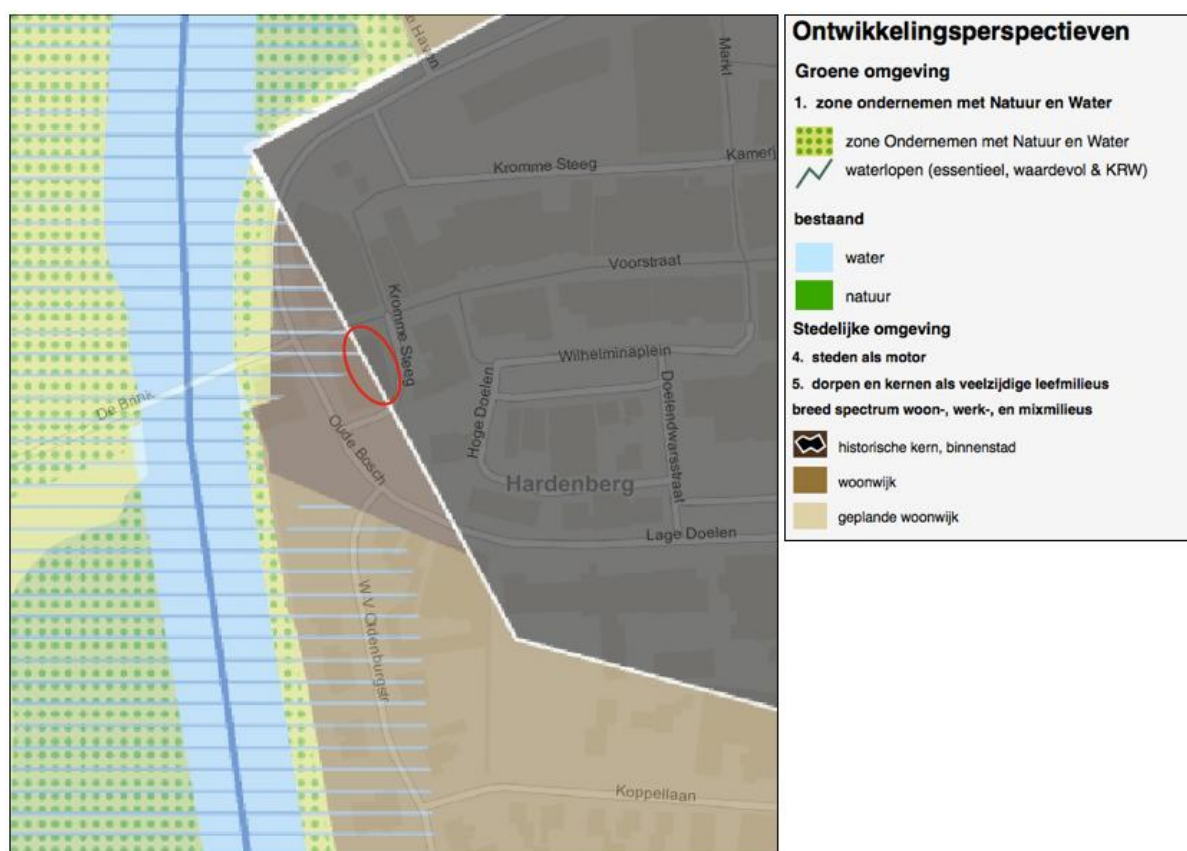 Haven
Markt
Kromme Steeg
Kamerj
Voorstraat
Kromme Steeg
Wilhelminaplein
De Brink
Oude Bosch
Hoge Doelen
Doelendwarsstraat
Hardenberg
Lage Doelen
W.V.Oldenburgstr
Koppellaan
Ontwikkelingsperspectieven
Groene omgeving
1. zone ondernemen met Natuur en Water
zone Ondernemen met Natuur en Water
waterlopen (essentieel, waardevol & KRW)
bestaand
water
natuur
Stedelijke omgeving
4. steden als motor
5. dorpen en kernen als veelzijdige leefmilieus
breed spectrum woon-, werk-, en mixmilieus
historische kern, binnenstad
woonwijk
geplande woonwijk